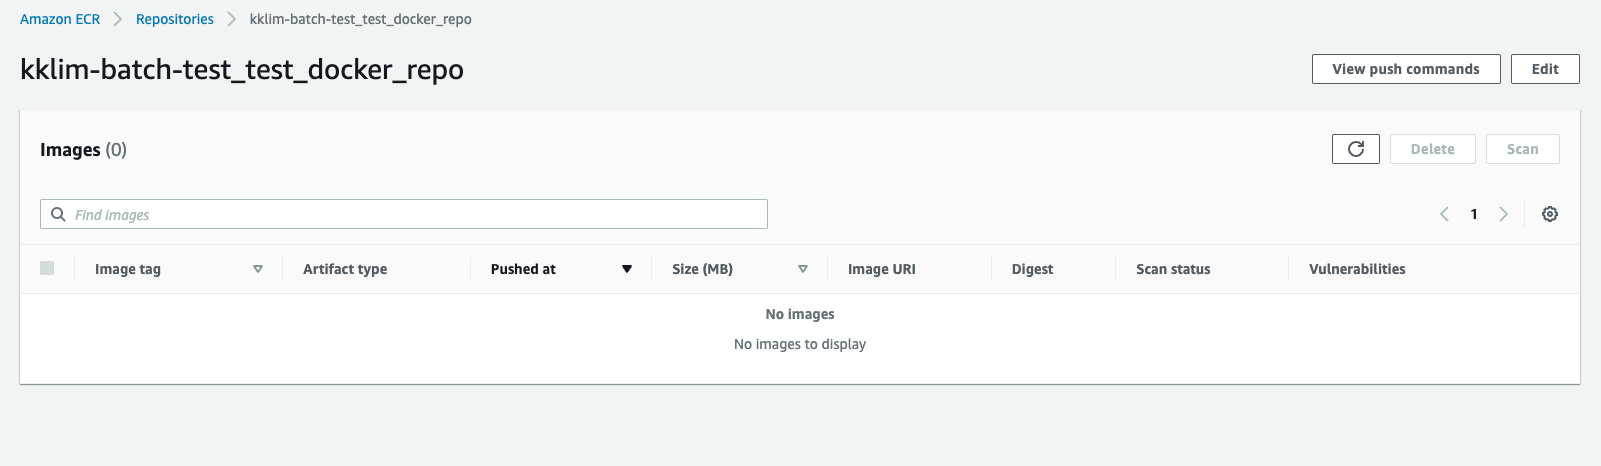 Amazon ECR > Repositories > kklim-batch-test_test_docker_repo
kklim-batch-test_test_docker_repo
View push commands Edit
Images (0)
Delete Scan
Find images
1
Image tag Artifact type Pushed at Size (MB) Image URI Digest Scan status Vulnerabilities
No images
No images to display